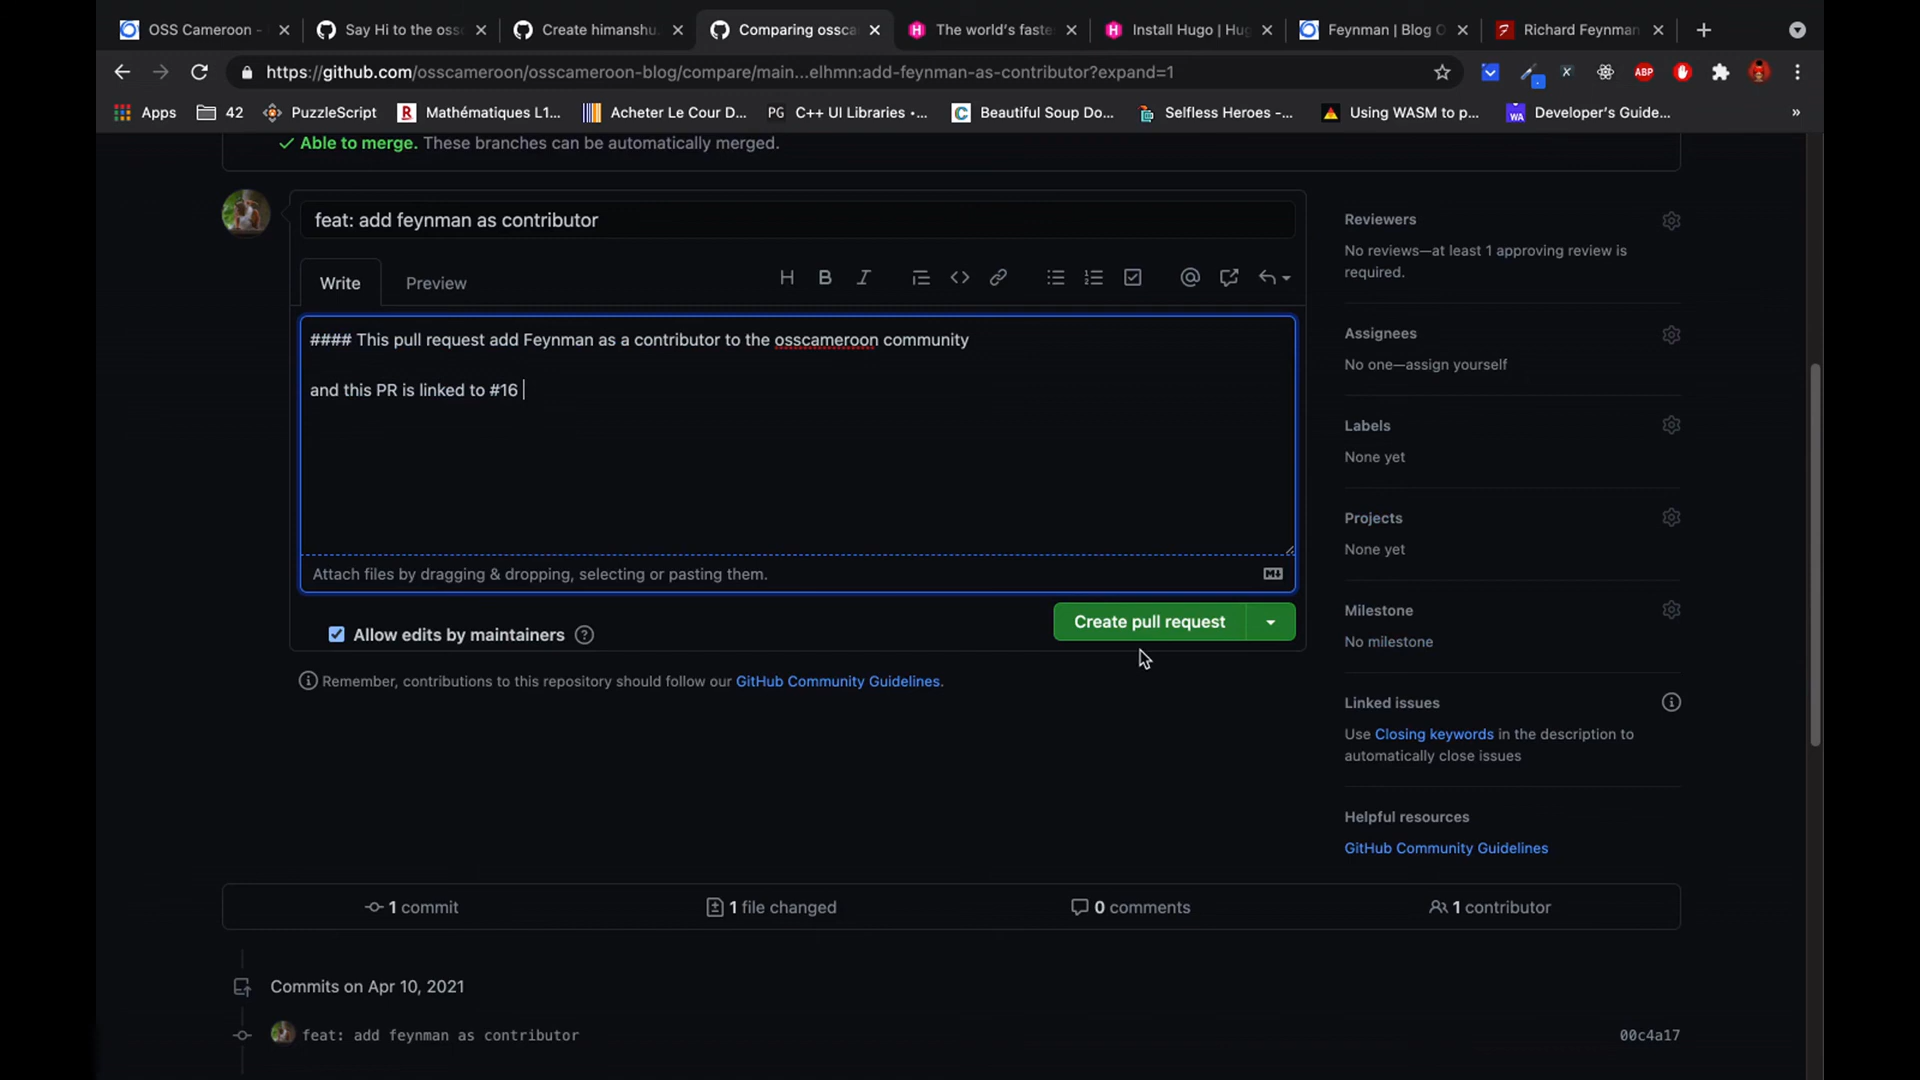 OSS Cameroon -
Say Hi to the oss
Create himanshu.
Comparing ossca
The world's faste
Install Hugo | Hug
Feynman | Blog O
Richard Feynman
https://github.com/osscameroon/osscameroon-blog/compare/main...elhmn:add-feynman-as-contributor?expand=1
ABP
Apps
42
PuzzleScript
R Mathématiques L1...
Acheter Le Cour D...
PG C++ UI Libraries •...
C Beautiful Soup Do...
Selfless Heroes -...
Using WASM to p...
WA Developer's Guide...
»
Able to merge. These branches can be automatically merged.
feat: add feynman as contributor
Write
Preview
#### This pull request add Feynman as a contributor to the osscameroon community
and this PR is linked to #16
Attach files by dragging & dropping, selecting or pasting them.
Allow edits by maintainers
Create pull request
Remember, contributions to this repository should follow our GitHub Community Guidelines.
Reviewers
No reviews—at least 1 approving review is
required.
Assignees
No one—assign yourself
Labels
None yet
Projects
None yet
Milestone
No milestone
Linked issues
Use Closing keywords in the description to
automatically close issues
Helpful resources
GitHub Community Guidelines
1 commit
1 file changed
0 comments
1 contributor
Commits on Apr 10, 2021
feat: add feynman as contributor
00c4a17